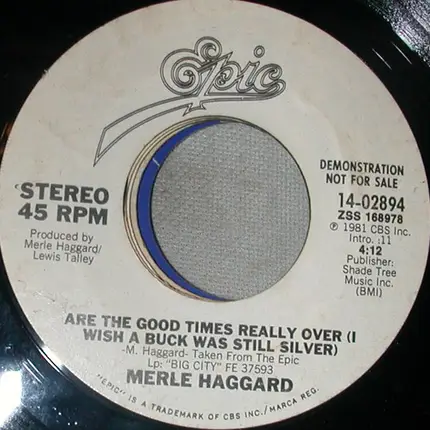 Epic
DEMONSTRATION
NOT FOR SALE
STEREO
45 RPM
14-02894
ZSS 168978
℗ 1981 CBS Inc.
Intro. :11
4:12
Publisher:
Shade Tree
Music Inc.
(BMI)
Produced by
Merle Haggard/
Lewis Talley
ARE THE GOOD TIMES REALLY OVER (I
WISH A BUCK WAS STILL SILVER)
-M. Haggard- Taken From The Epic
Lp: "BIG CITY" FE 37593
MERLE HAGGARD
"EPIC" IS A TRADEMARK OF CBS INC./MARCA REG.